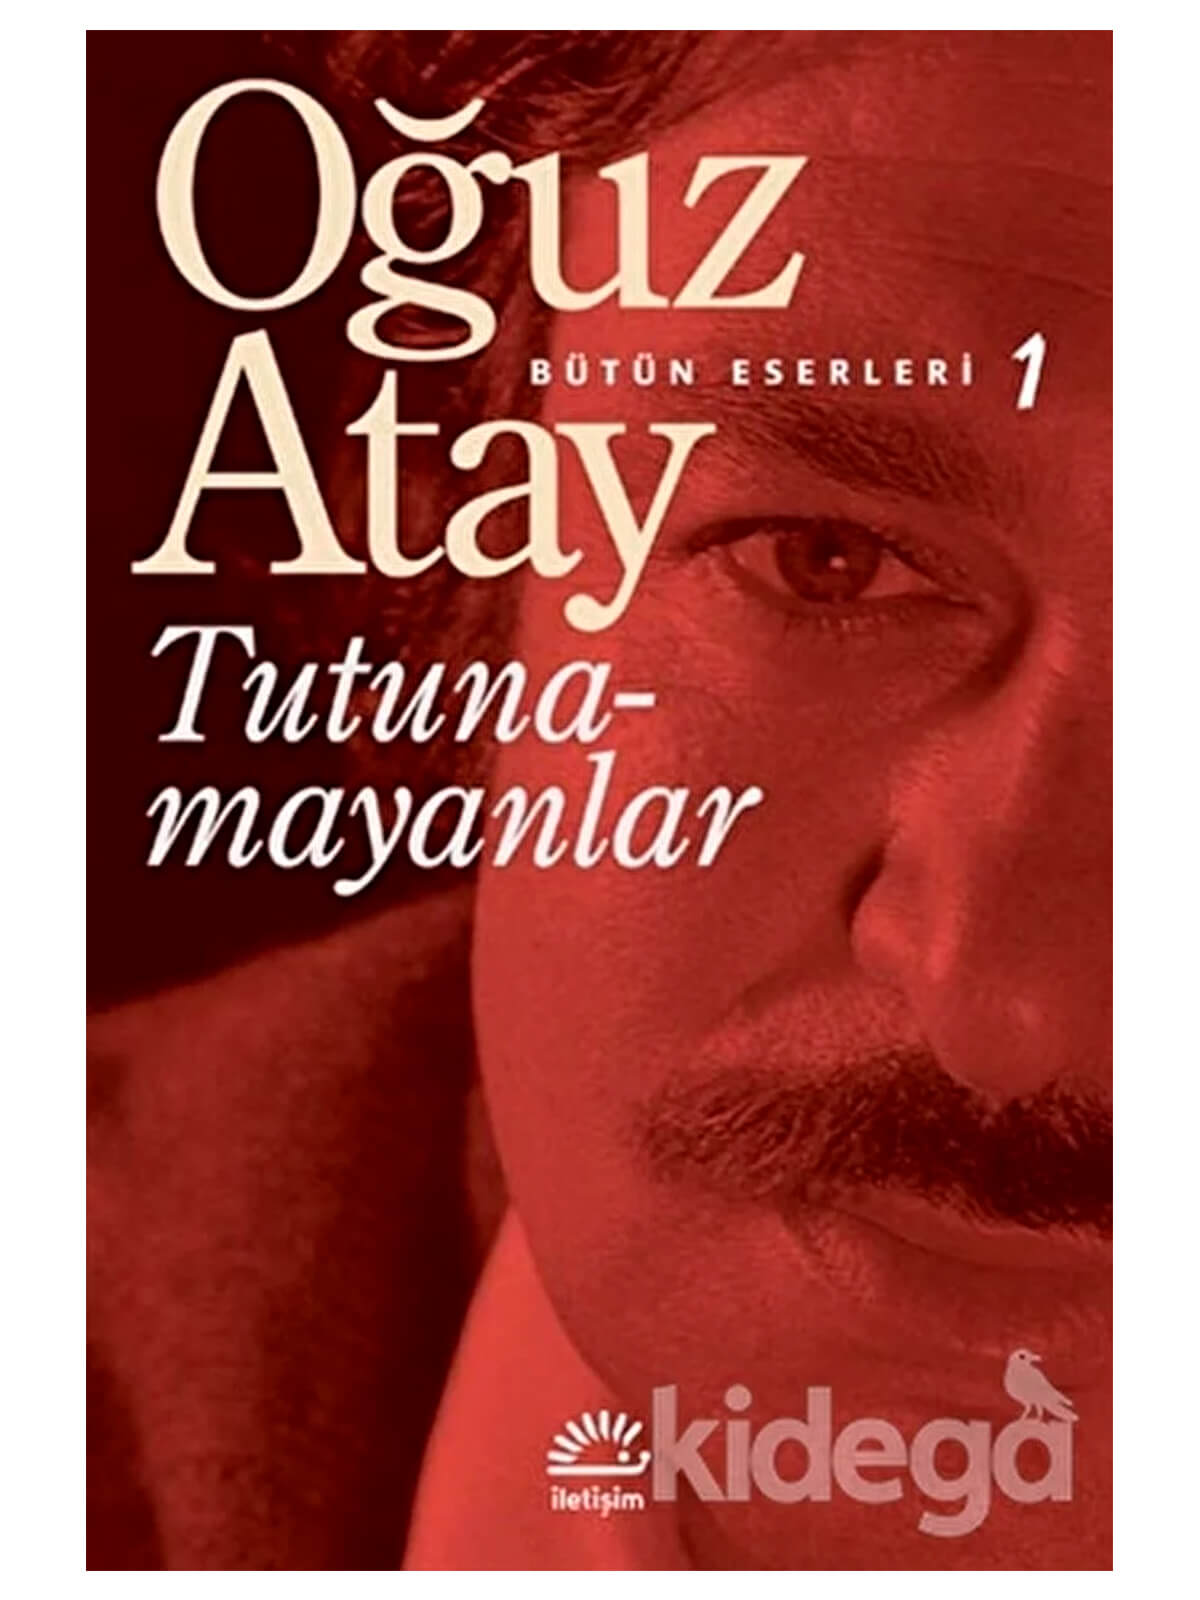 Oğuz
BÜTÜN ESERLERİ 1
Atay
Tutuna-
mayanlar
iletişim
kidega